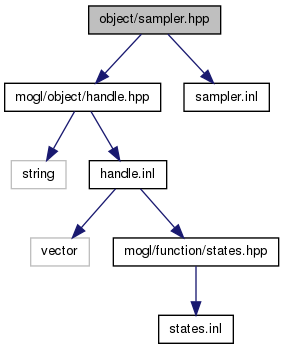 object/sampler.hpp
mogl/object/handle.hpp
sampler.inl
string
handle.inl
vector
mogl/function/states.hpp
states.inl